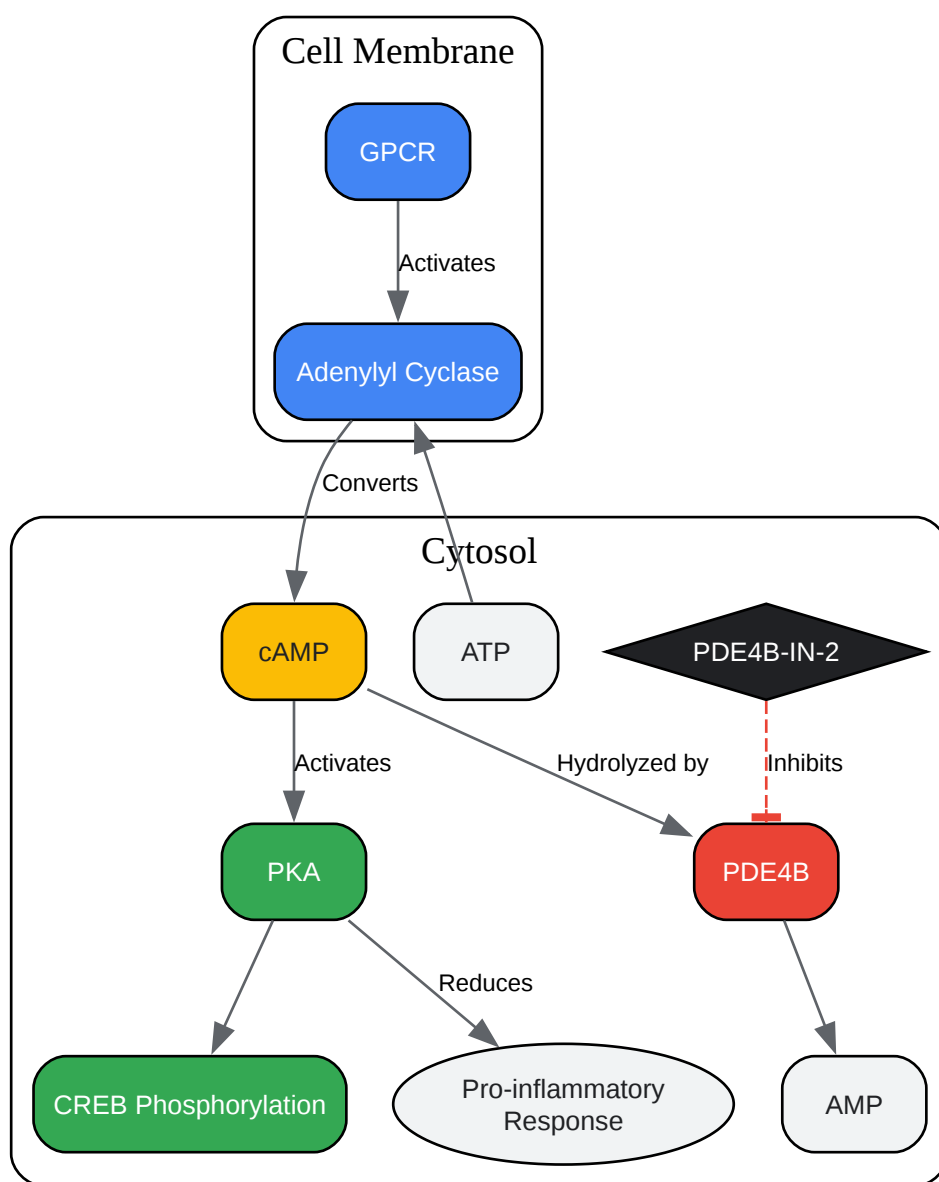 Cell Membrane
GPCR
Activates
Adenylyl Cyclase
Converts
Cytosol
cAMP
ATP
PDE4B-IN-2
Activates
Hydrolyzed by
Inhibits
PKA
PDE4B
Reduces
CREB Phosphorylation
Pro-inflammatory
Response
AMP